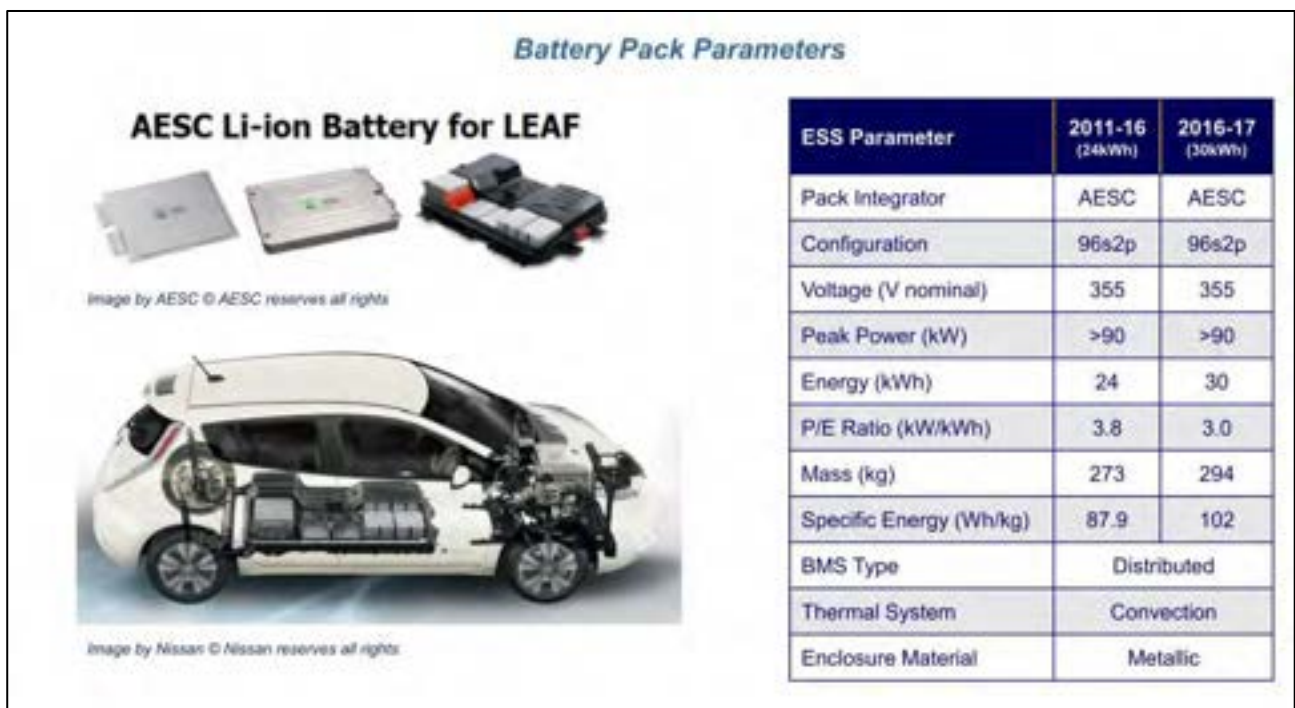 Battery Pack Parameters
AESC Li-ion Battery for LEAF
Image by AESC © AESC reserves all rights
Image by Nissan © Nissan reserves all rights
ESS Parameter 2011-16 (24kWh) 2016-17 (30kWh)
Pack Integrator AESC AESC
Configuration 96s2p 96s2p
Voltage (V nominal) 355 355
Peak Power (kW) >90 >90
Energy (kWh) 24 30
P/E Ratio (kW/kWh) 3.8 3.0
Mass (kg) 273 294
Specific Energy (Wh/kg) 87.9 102
BMS Type Distributed
Thermal System Convection
Enclosure Material Metallic